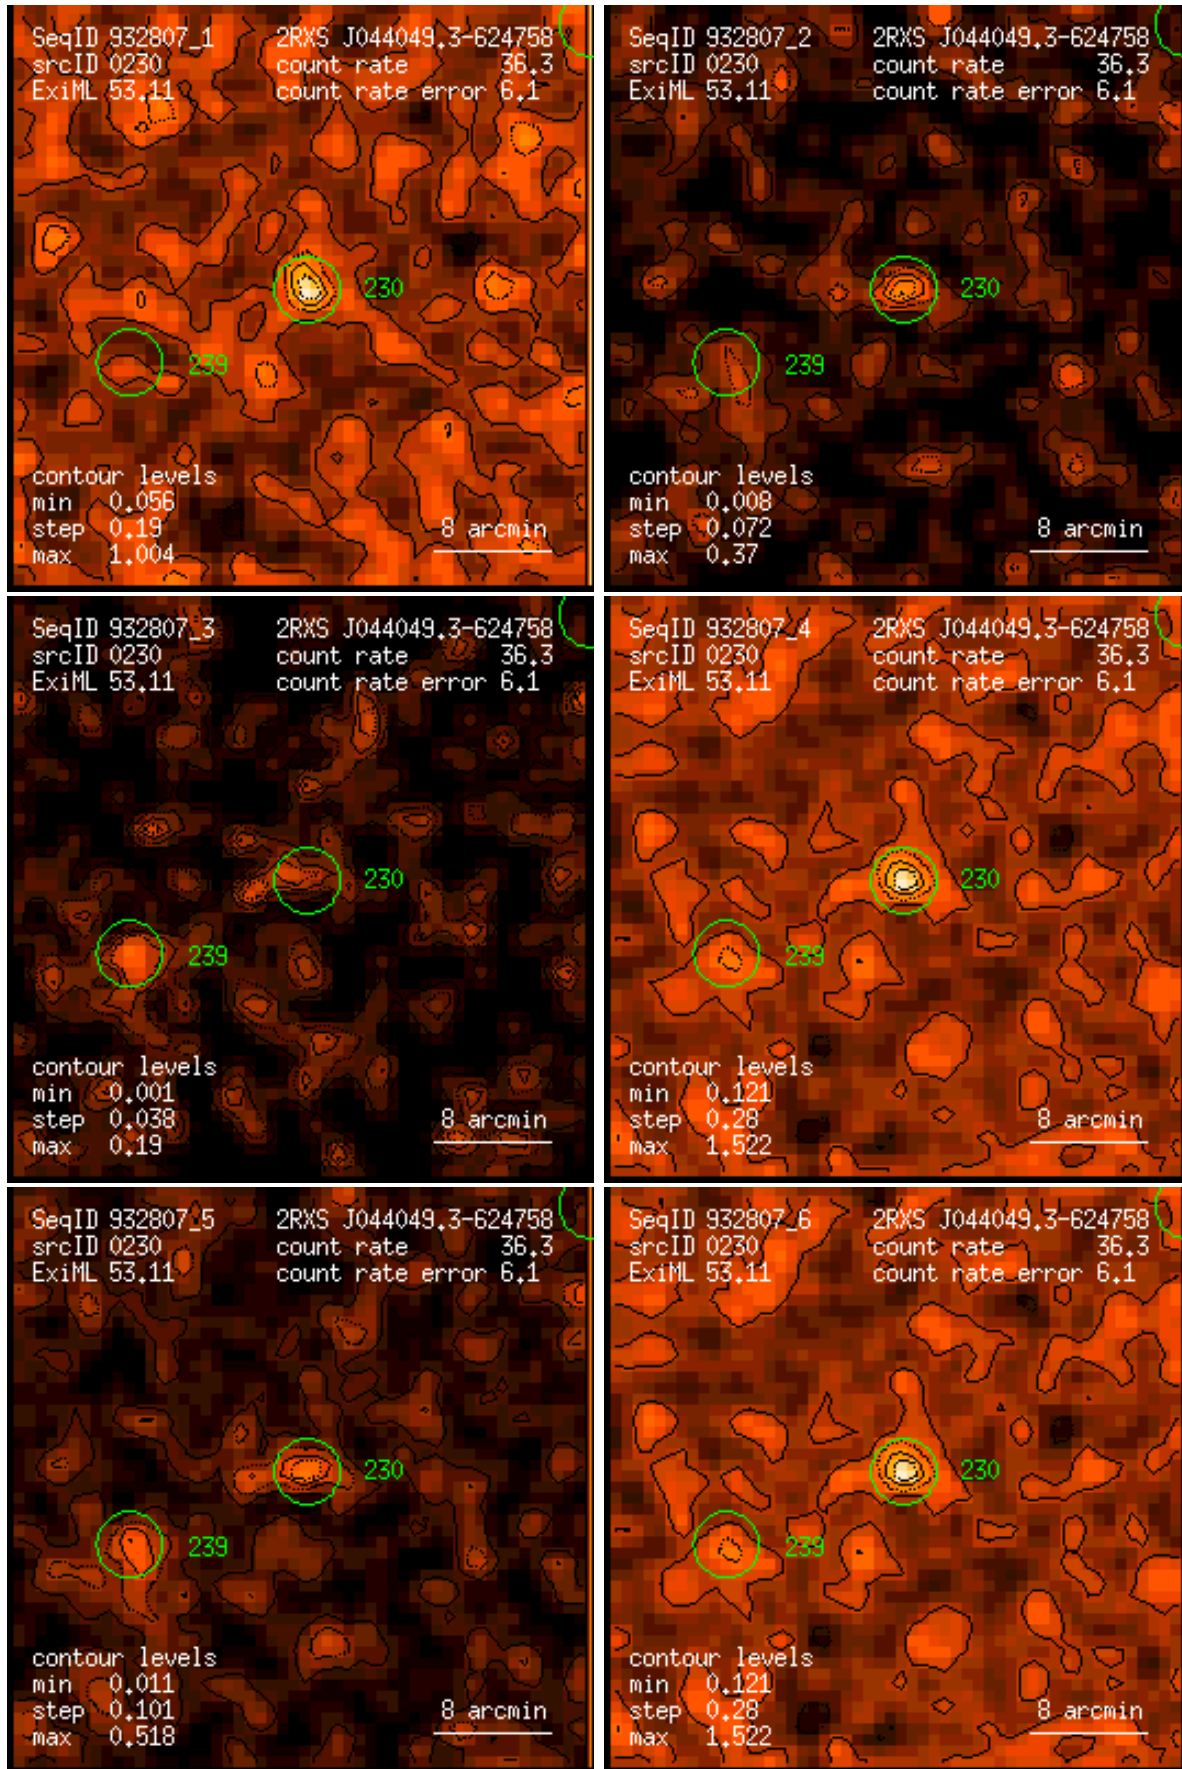 SeqID 932807_1 2RXS J044049.3-624758
srcID 0230 count rate 36.3
ExiML 53.11 count rate error 6.1
230
239
contour levels
min 0.056
step 0.19 8 arcmin
max 1.004
SeqID 932807_2 2RXS J044049.3-624758
srcID 0230 count rate 36.3
ExiML 53.11 count rate error 6.1
230
239
contour levels
min 0.008
step 0.072 8 arcmin
max 0.37
SeqID 932807_3 2RXS J044049.3-624758
srcID 0230 count rate 36.3
ExiML 53.11 count rate error 6.1
230
239
contour levels
min 0.001
step 0.038 8 arcmin
max 0.19
SeqID 932807_4 2RXS J044049.3-624758
srcID 0230 count rate 36.3
ExiML 53.11 count rate error 6.1
230
239
contour levels
min 0.121
step 0.28 8 arcmin
max 1.522
SeqID 932807_5 2RXS J044049.3-624758
srcID 0230 count rate 36.3
ExiML 53.11 count rate error 6.1
230
239
contour levels
min 0.011
step 0.101 8 arcmin
max 0.518
SeqID 932807_6 2RXS J044049.3-624758
srcID 0230 count rate 36.3
ExiML 53.11 count rate error 6.1
230
239
contour levels
min 0.121
step 0.28 8 arcmin
max 1.522